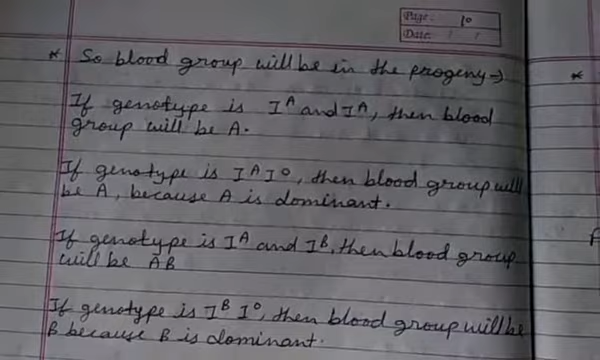 Page: 10
Date: / /
* So blood group will be in the progeny ⇒
*
If genotype is I^A and I^A, then blood
group will be A.
If genotype is I^A I^o, then blood group will
be A, because A is dominant.
If genotype is I^A and I^B, then blood group
will be AB
If genotype is I^B I^o, then blood group will be
B because B is dominant.